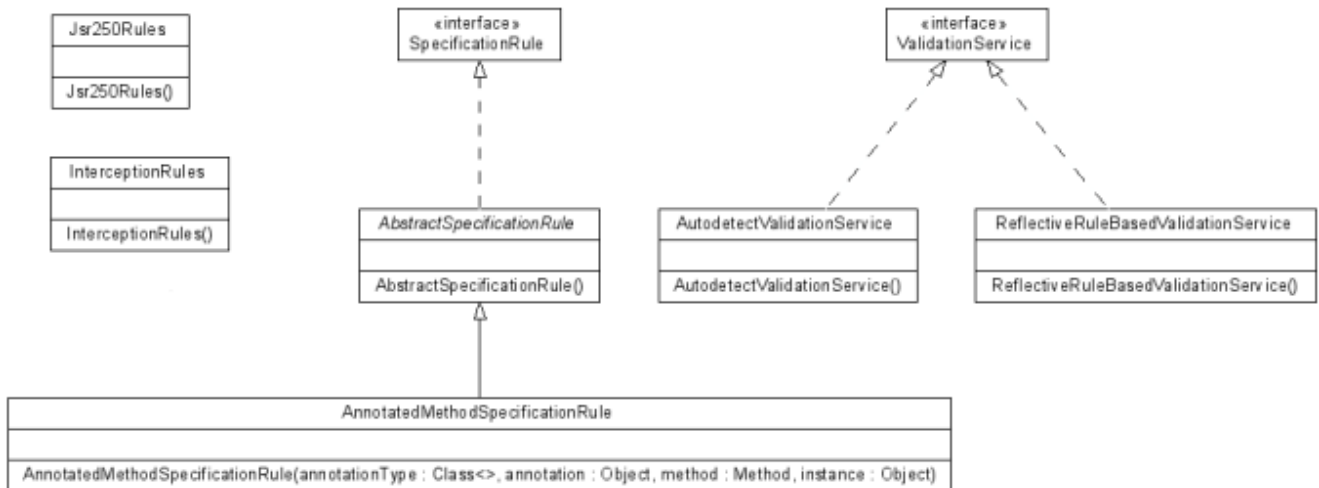 Jsr250Rules
Jsr250Rules()
«interface»
SpecificationRule
«interface»
ValidationService
InterceptionRules
InterceptionRules()
AbstractSpecificationRule
AbstractSpecificationRule()
AutodetectValidationService
AutodetectValidationService()
ReflectiveRuleBasedValidationService
ReflectiveRuleBasedValidationService()
AnnotatedMethodSpecificationRule
AnnotatedMethodSpecificationRule(annotationType : Class<>, annotation : Object, method : Method, instance : Object)